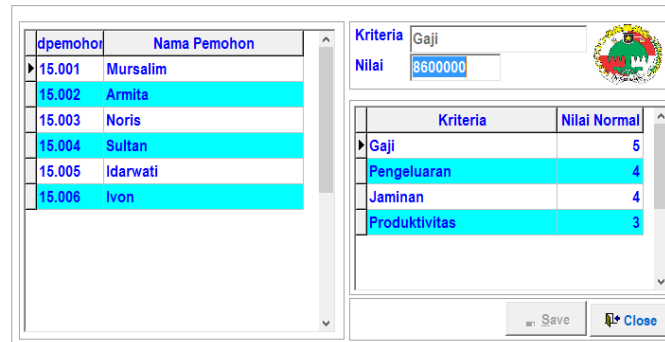 dpemohor Nama Pemohon
15.001 Mursalim
15.002 Armita
15.003 Noris
15.004 Sultan
15.005 Idarwati
15.006 Ivon
Kriteria Gaji
Nilai 8600000
Kriteria Nilai Normal
Gaji 5
Pengeluaran 4
Jaminan 4
Produktivitas 3
Save Close